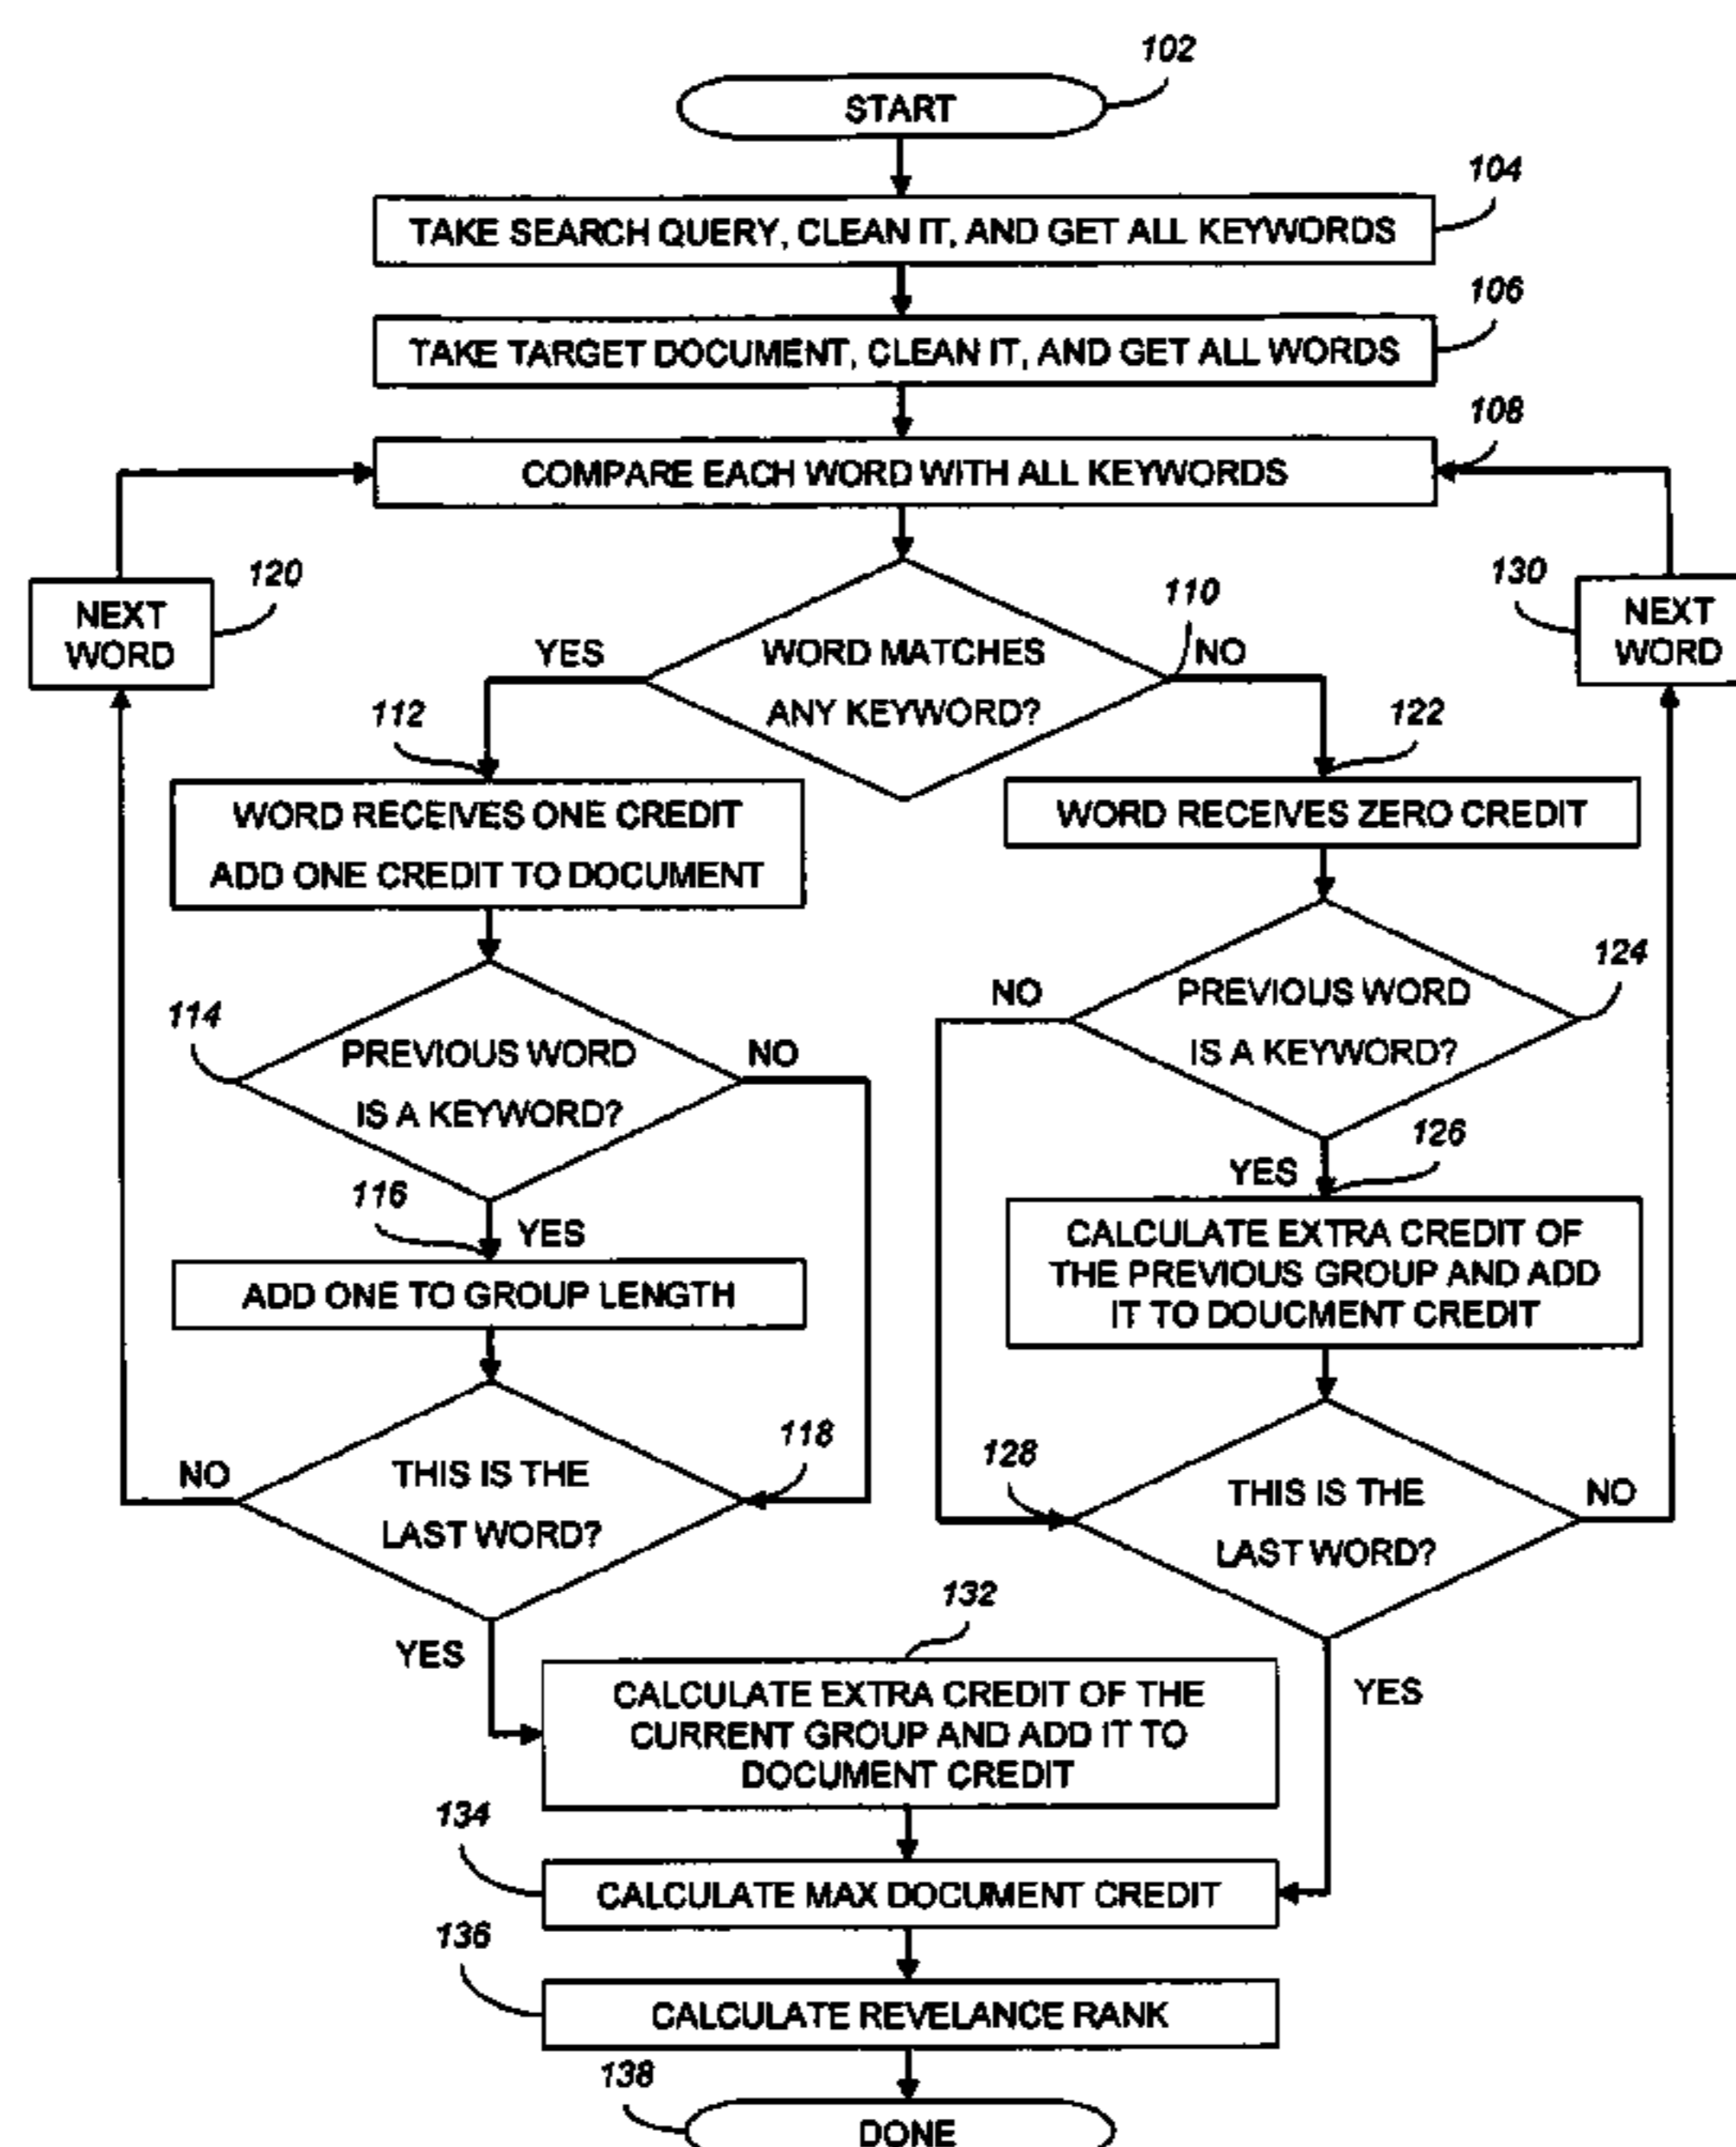 102
START
104
TAKE SEARCH QUERY, CLEAN IT, AND GET ALL KEYWORDS
106
TAKE TARGET DOCUMENT, CLEAN IT, AND GET ALL WORDS
108
COMPARE EACH WORD WITH ALL KEYWORDS
120
NEXT
WORD
130
NEXT
WORD
110
YES
WORD MATCHES
ANY KEYWORD?
NO
112
WORD RECEIVES ONE CREDIT
ADD ONE CREDIT TO DOCUMENT
122
WORD RECEIVES ZERO CREDIT
114
PREVIOUS WORD
IS A KEYWORD?
NO
124
NO
PREVIOUS WORD
IS A KEYWORD?
116
YES
ADD ONE TO GROUP LENGTH
126
YES
CALCULATE EXTRA CREDIT OF
THE PREVIOUS GROUP AND ADD
IT TO DOUCMENT CREDIT
118
NO
THIS IS THE
LAST WORD?
YES
128
THIS IS THE
LAST WORD?
NO
YES
132
CALCULATE EXTRA CREDIT OF THE
CURRENT GROUP AND ADD IT TO
DOCUMENT CREDIT
134
CALCULATE MAX DOCUMENT CREDIT
136
CALCULATE REVELANCE RANK
138
DONE